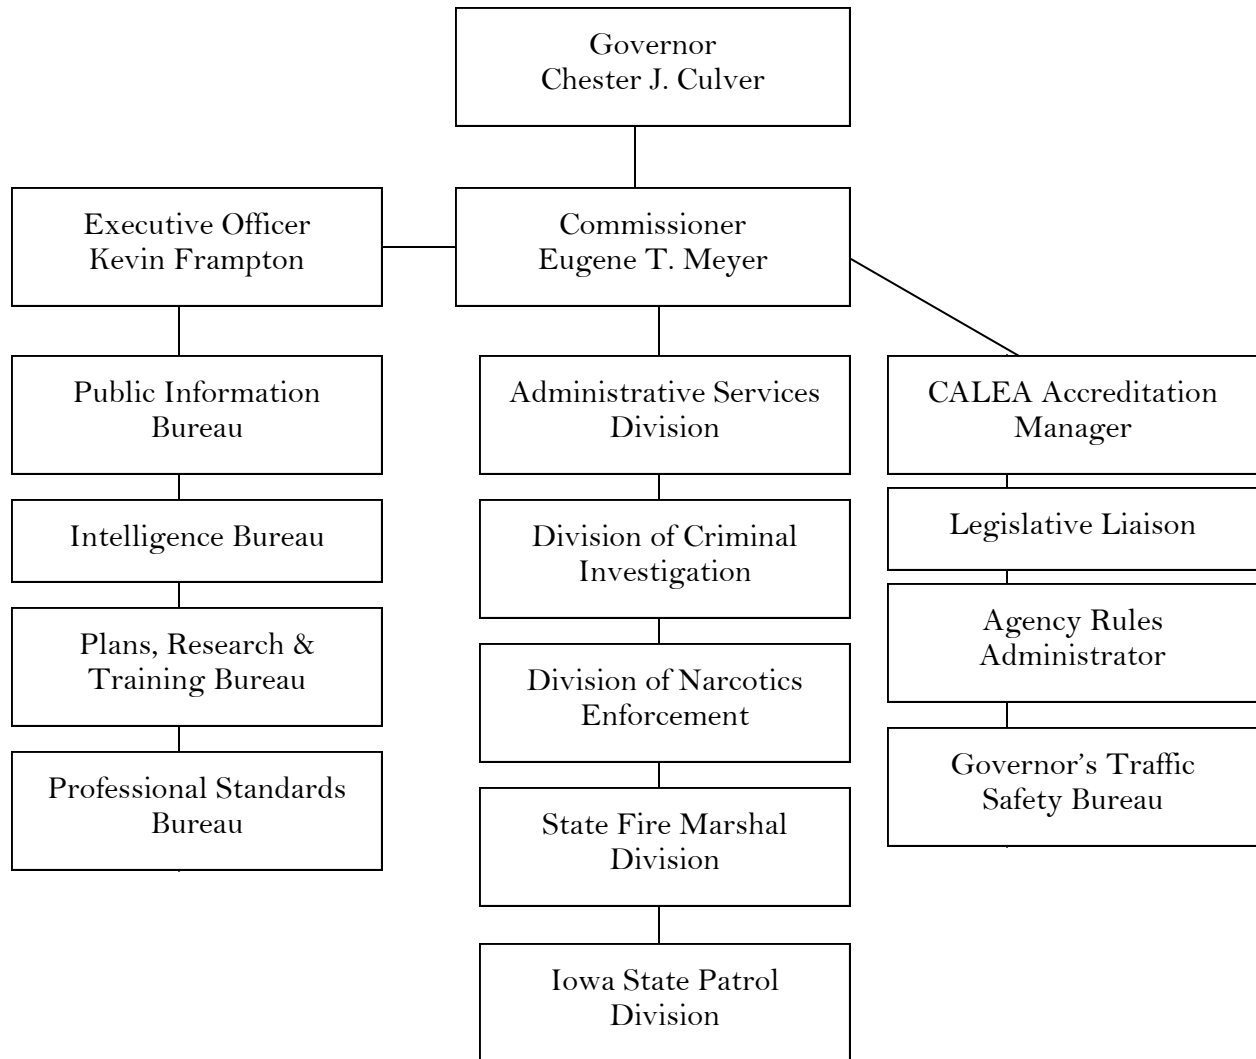 Governor
Chester J. Culver
Executive Officer
Kevin Frampton
Commissioner
Eugene T. Meyer
Public Information
Bureau
Administrative Services
Division
CALEA Accreditation
Manager
Intelligence Bureau
Division of Criminal
Investigation
Legislative Liaison
Plans, Research &
Training Bureau
Division of Narcotics
Enforcement
Agency Rules
Administrator
Professional Standards
Bureau
State Fire Marshal
Division
Governor’s Traffic
Safety Bureau
Iowa State Patrol
Division